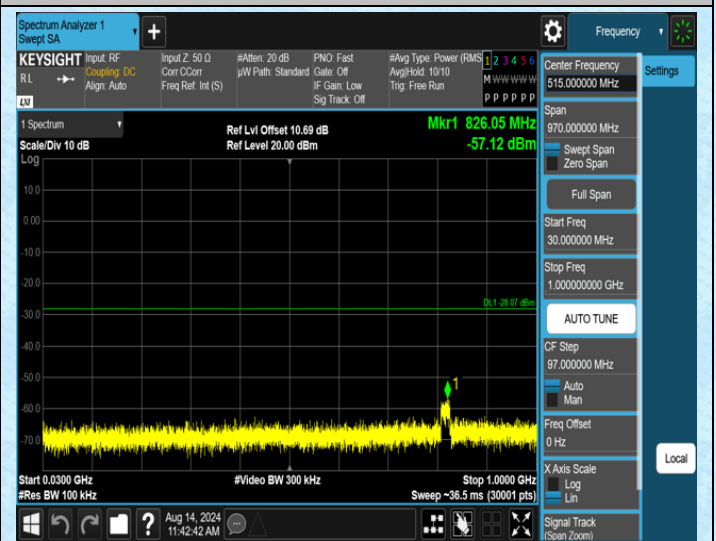 Spectrum Analyzer 1
Swept SA
+
Frequency
KEYSIGHT
RL
LXI
Input: RF
Coupling: DC
Align: Auto
Input Z: 50 Ω
Corr CCorr
Freq Ref: Int (S)
#Atten: 20 dB
µW Path: Standard
PNO: Fast
Gate: Off
IF Gain: Low
Sig Track: Off
#Avg Type: Power (RMS
Avg|Hold: 10/10
Trig: Free Run
1 2 3 4 5 6
M W W W W W
P P P P P P
1 Spectrum
Scale/Div 10 dB
Ref Lvl Offset 10.69 dB
Ref Level 20.00 dBm
Mkr1 826.05 MHz
-57.12 dBm
Log
10.0
0.00
-10.0
-20.0
-30.0
-40.0
-50.0
-60.0
-70.0
DL1 -28.07 dBm
1
Start 0.0300 GHz
#Res BW 100 kHz
#Video BW 300 kHz
Stop 1.0000 GHz
Sweep ~36.5 ms (30001 pts)
Aug 14, 2024
11:42:42 AM
?
Center Frequency
515.000000 MHz
Span
970.000000 MHz
Swept Span
Zero Span
Full Span
Start Freq
30.000000 MHz
Stop Freq
1.000000000 GHz
AUTO TUNE
CF Step
97.000000 MHz
Auto
Man
Freq Offset
0 Hz
X Axis Scale
Log
Lin
Signal Track
(Span Zoom)
Settings
Local